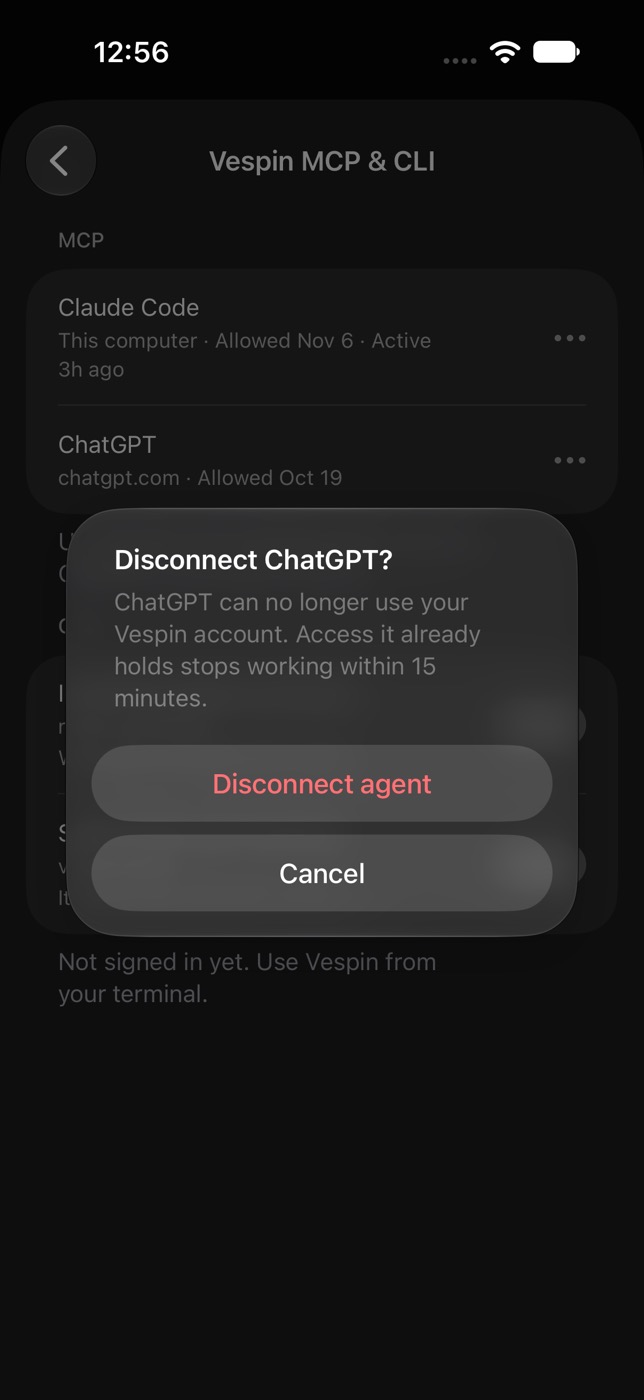 12:56
Vespin MCP & CLI
MCP
Claude Code
This computer · Allowed Nov 6 · Active
3h ago
ChatGPT
chatgpt.com · Allowed Oct 19
Disconnect ChatGPT?
ChatGPT can no longer use your
Vespin account. Access it already
holds stops working within 15
minutes.
Disconnect agent
Cancel
Not signed in yet. Use Vespin from
your terminal.